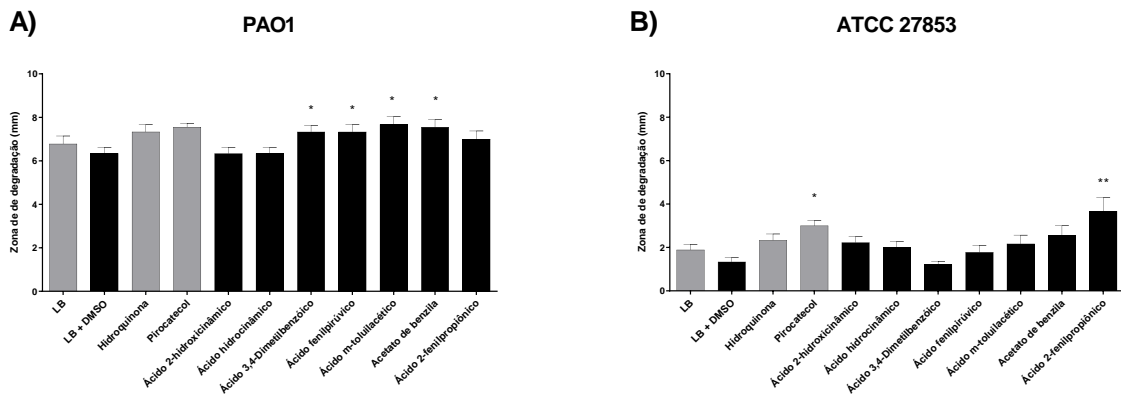 A)
PAO1
Zona de de degradação (mm)
10
8
6
4
2
0
* * * *
LB
LB + DMSO
Hidroquinona
Pirocatecol
Ácido 2-hidroxicinâmico
Ácido hidrocinâmico
Ácido 3,4-Dimetilbenzóico
Ácido fenilpirúvico
Ácido m-toluilacético
Acetato de benzila
Ácido 2-fenilpropiônico
B)
ATCC 27853
Zona de de degradação (mm)
10
8
6
4
2
0
* **
LB
LB + DMSO
Hidroquinona
Pirocatecol
Ácido 2-hidroxicinâmico
Ácido hidrocinâmico
Ácido 3,4-Dimetilbenzóico
Ácido fenilpirúvico
Ácido m-toluilacético
Acetato de benzila
Ácido 2-fenilpropiônico